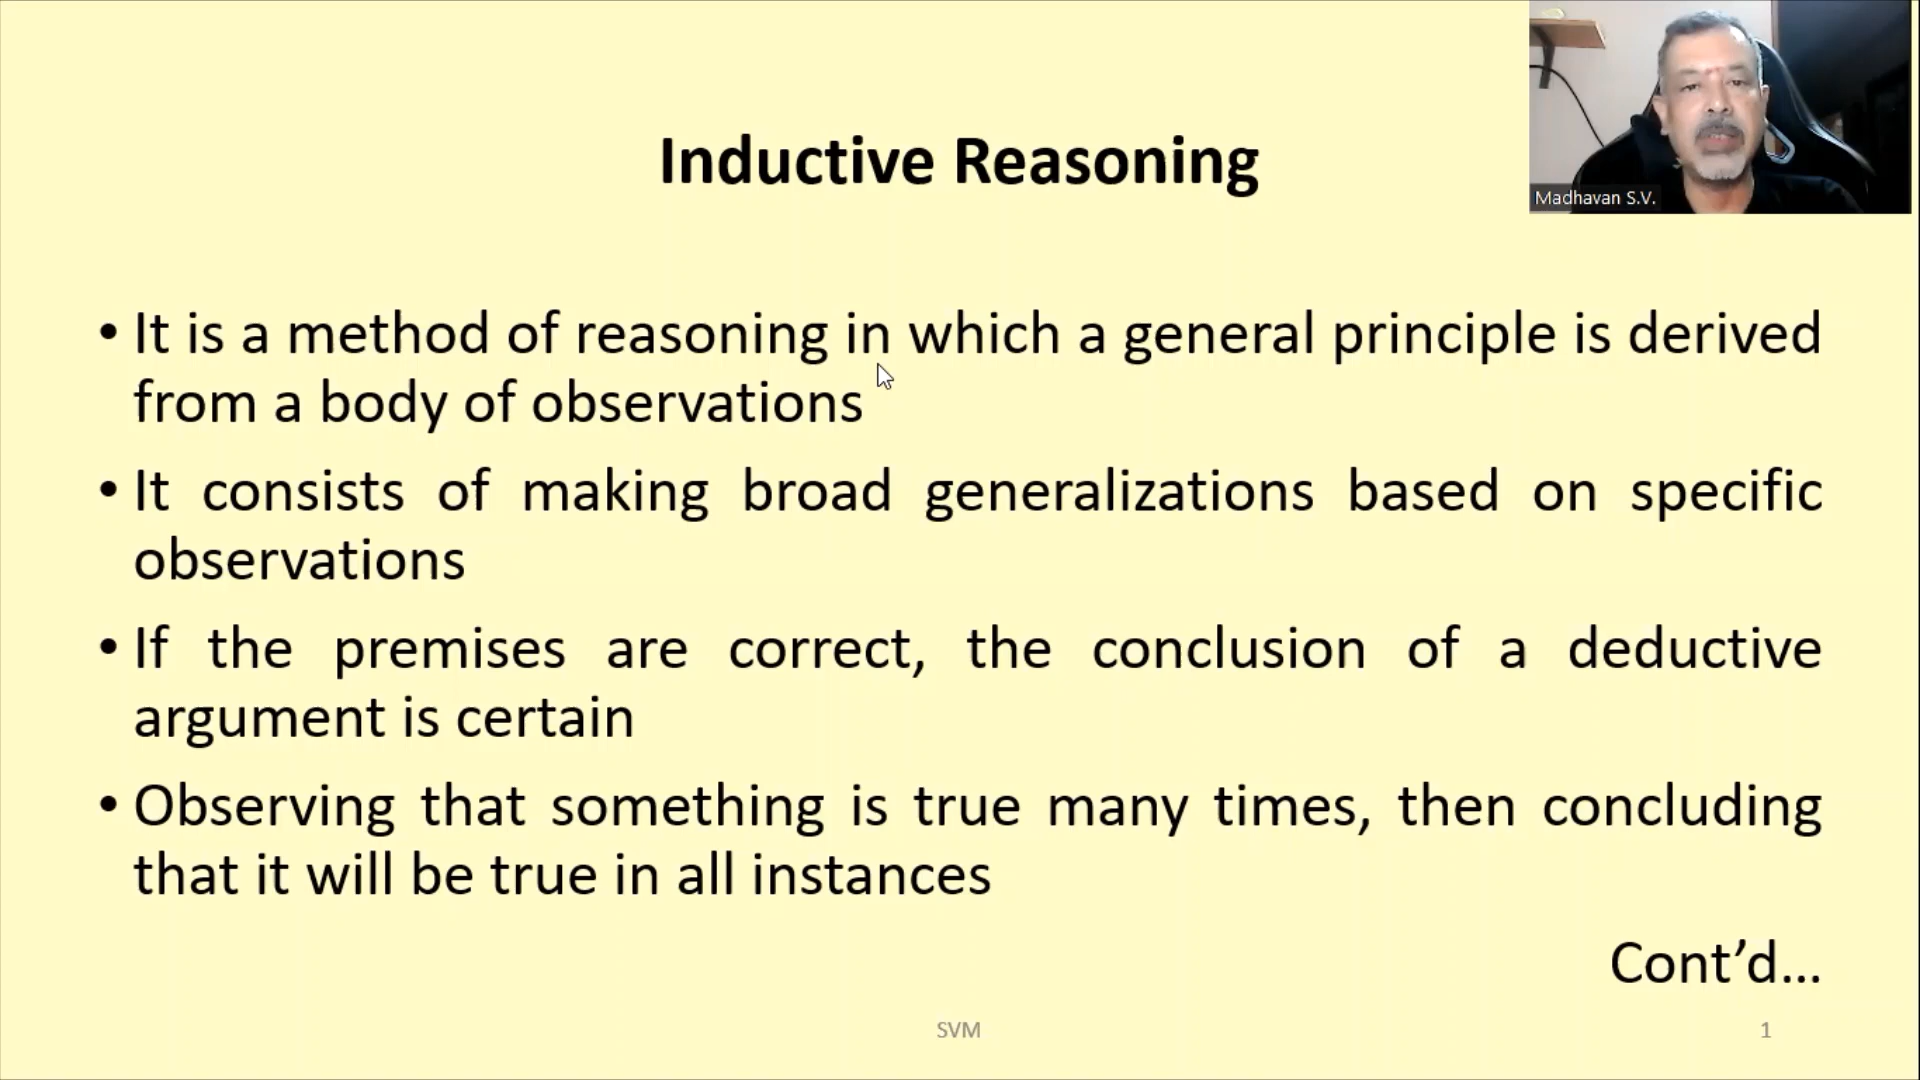 Madhavan S.V.
Inductive Reasoning
• It is a method of reasoning in which a general principle is derived
from a body of observations
• It consists of making broad generalizations based on specific
observations
• If the premises are correct, the conclusion of a deductive
argument is certain
• Observing that something is true many times, then concluding
that it will be true in all instances
Cont’d…
SVM
1